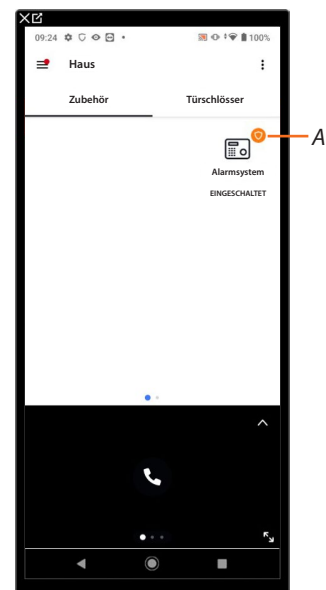 09:24 100%
Haus
Zubehör Türschlösser
A
Alarmsystem
EINGESCHALTET